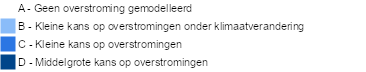 A - Geen overstroming gemodelleerd
B - Kleine kans op overstromingen onder klimaatverandering
C - Kleine kans op overstromingen
D - Middelgrote kans op overstromingen